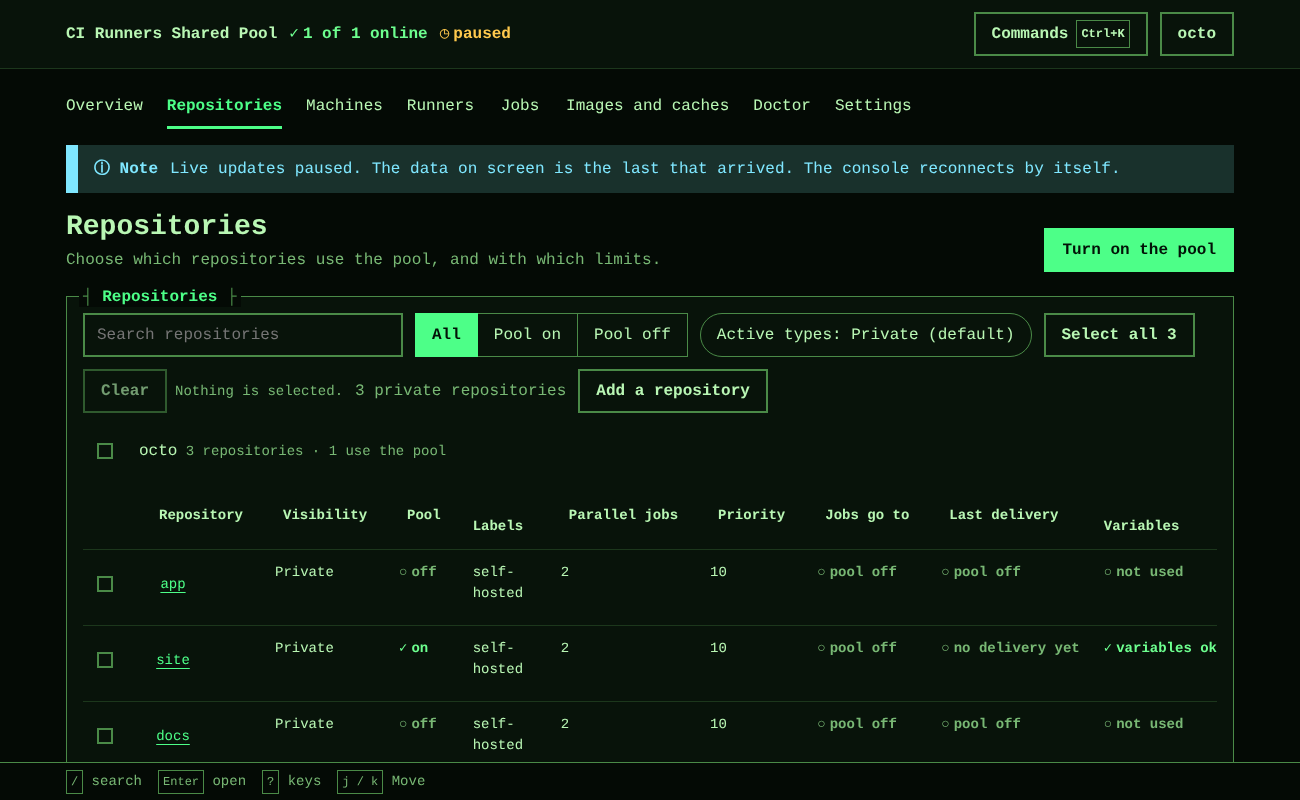 CI Runners Shared Pool ✓ 1 of 1 online ◷ paused Commands Ctrl+K octo
Overview Repositories Machines Runners Jobs Images and caches Doctor Settings
ⓘ Note Live updates paused. The data on screen is the last that arrived. The console reconnects by itself.
Repositories
Choose which repositories use the pool, and with which limits.
Turn on the pool
┤ Repositories ├
Search repositories All Pool on Pool off Active types: Private (default) Select all 3
Clear Nothing is selected. 3 private repositories Add a repository
octo 3 repositories · 1 use the pool
Repository Visibility Pool Labels Parallel jobs Priority Jobs go to Last delivery Variables
app Private ○ off self-hosted 2 10 ○ pool off ○ pool off ○ not used
site Private ✓ on self-hosted 2 10 ○ pool off ○ no delivery yet ✓ variables ok
docs Private ○ off self-hosted 2 10 ○ pool off ○ pool off ○ not used
/ search Enter open ? keys j / k Move